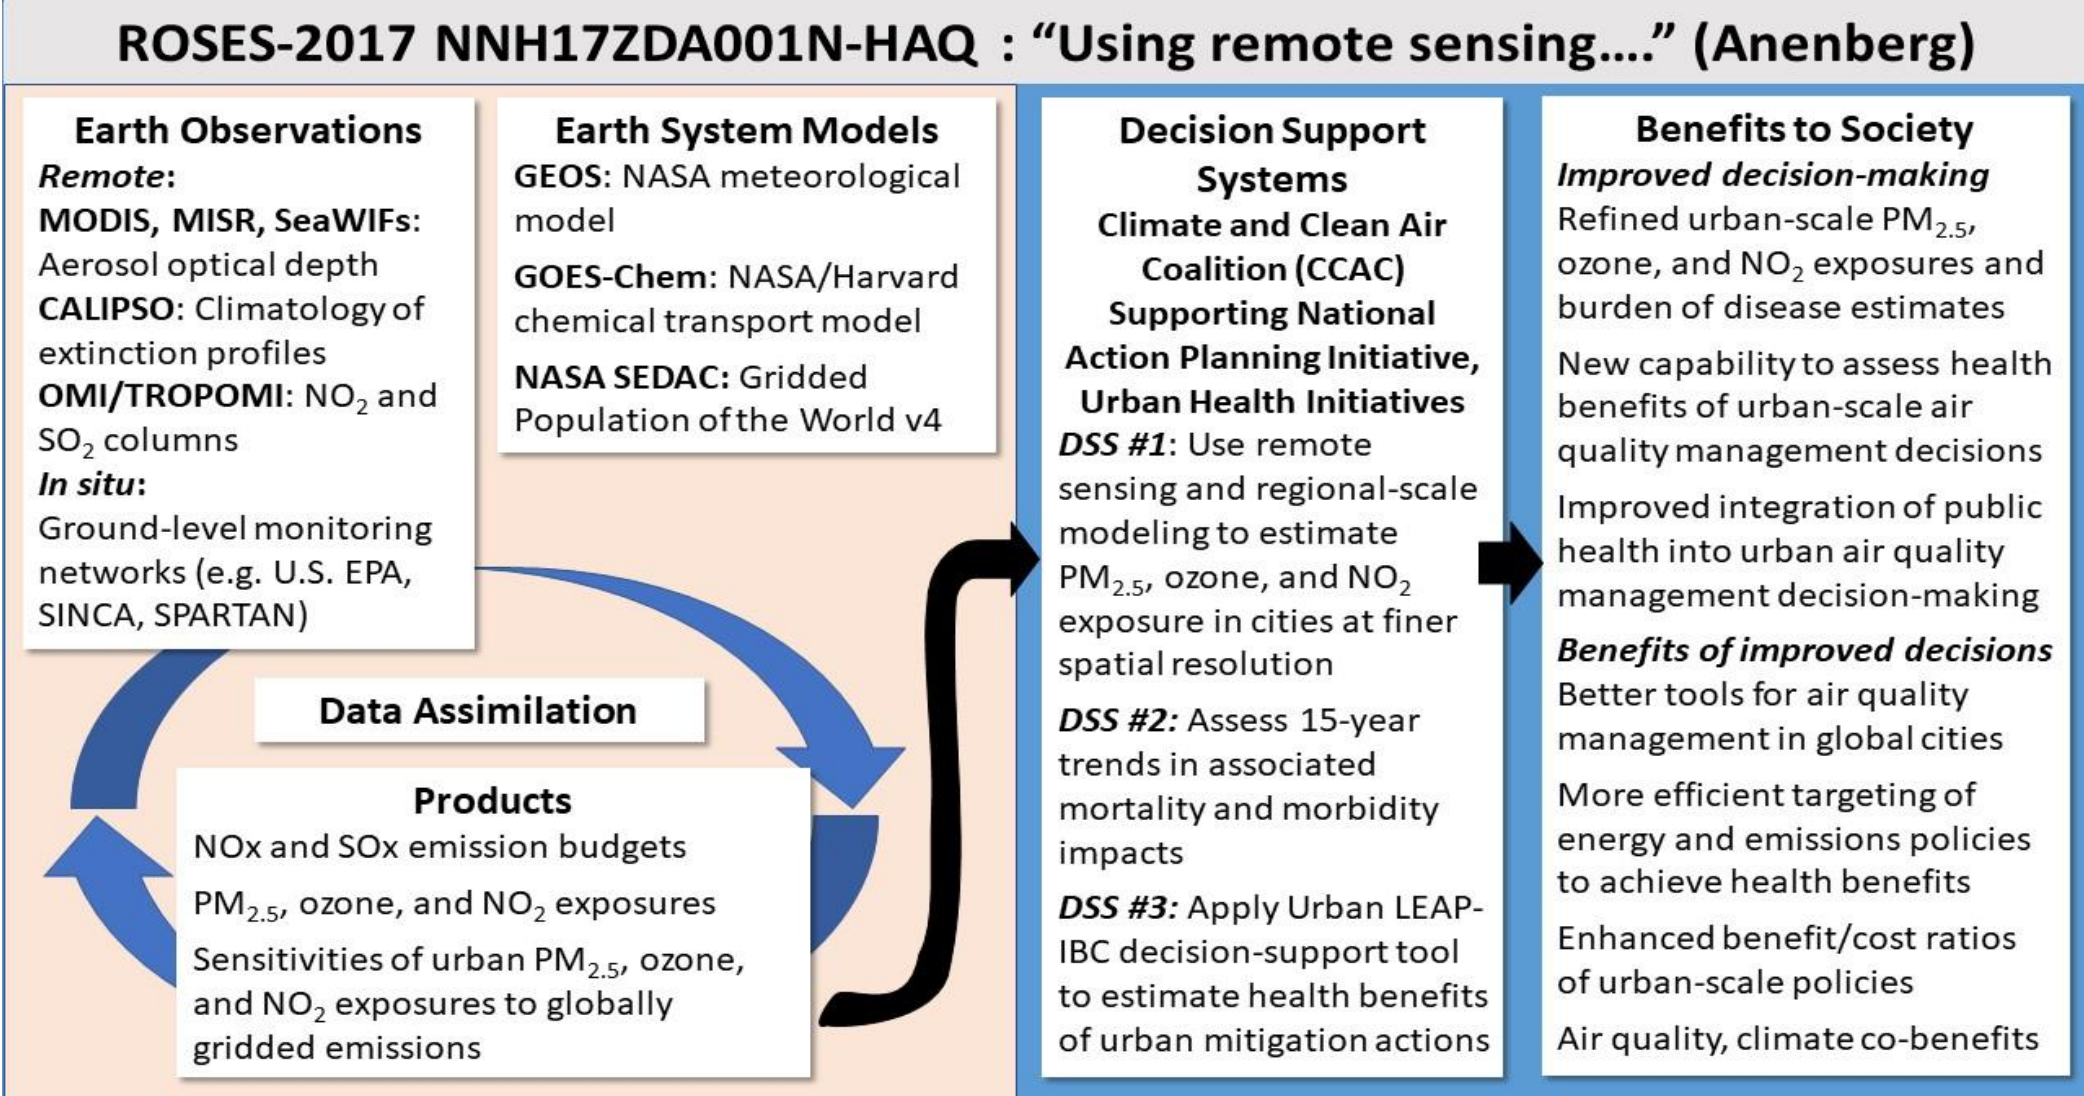 ROSES-2017 NNH17ZDA001N-HAQ : “Using remote sensing….” (Anenberg)
Earth Observations
Remote:
MODIS, MISR, SeaWIFs:
Aerosol optical depth
CALIPSO: Climatology of
extinction profiles
OMI/TROPOMI: NO₂ and
SO₂ columns
In situ:
Ground-level monitoring
networks (e.g. U.S. EPA,
SINCA, SPARTAN)
Earth System Models
GEOS: NASA meteorological
model
GOES-Chem: NASA/Harvard
chemical transport model
NASA SEDAC: Gridded
Population of the World v4
Data Assimilation
Products
NOx and SOx emission budgets
PM₂.₅, ozone, and NO₂ exposures
Sensitivities of urban PM₂.₅, ozone,
and NO₂ exposures to globally
gridded emissions
Decision Support
Systems
Climate and Clean Air
Coalition (CCAC)
Supporting National
Action Planning Initiative,
Urban Health Initiatives
DSS #1: Use remote
sensing and regional-scale
modeling to estimate
PM₂.₅, ozone, and NO₂
exposure in cities at finer
spatial resolution
DSS #2: Assess 15-year
trends in associated
mortality and morbidity
impacts
DSS #3: Apply Urban LEAP-
IBC decision-support tool
to estimate health benefits
of urban mitigation actions
Benefits to Society
Improved decision-making
Refined urban-scale PM₂.₅,
ozone, and NO₂ exposures and
burden of disease estimates
New capability to assess health
benefits of urban-scale air
quality management decisions
Improved integration of public
health into urban air quality
management decision-making
Benefits of improved decisions
Better tools for air quality
management in global cities
More efficient targeting of
energy and emissions policies
to achieve health benefits
Enhanced benefit/cost ratios
of urban-scale policies
Air quality, climate co-benefits